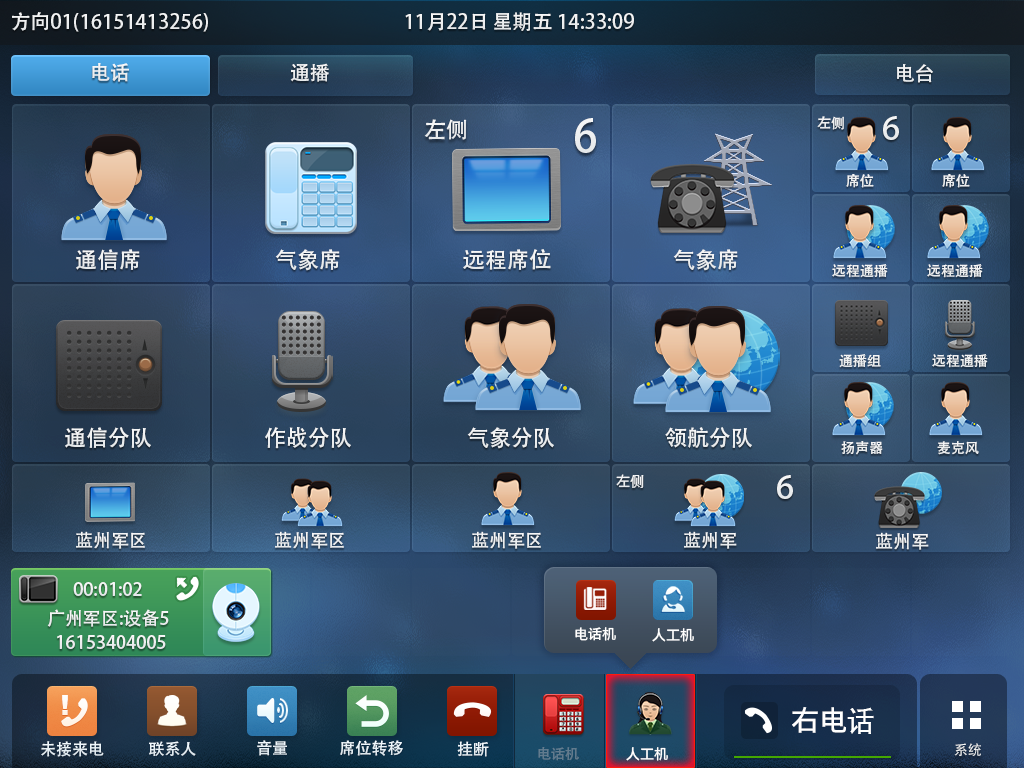 方向01(16151413256)
11月22日 星期五 14:33:09
电话
通播
电台
通信席
气象席
左侧
6
远程席位
气象席
左侧
6
席位
席位
远程通播
远程通播
通信分队
作战分队
气象分队
领航分队
通播组
远程通播
扬声器
麦克风
蓝州军区
蓝州军区
蓝州军区
左侧
6
蓝州军
蓝州军
00:01:02
广州军区:设备5
16153404005
电话机
人工机
未接来电
联系人
音量
席位转移
挂断
电话机
人工机
右电话
系统